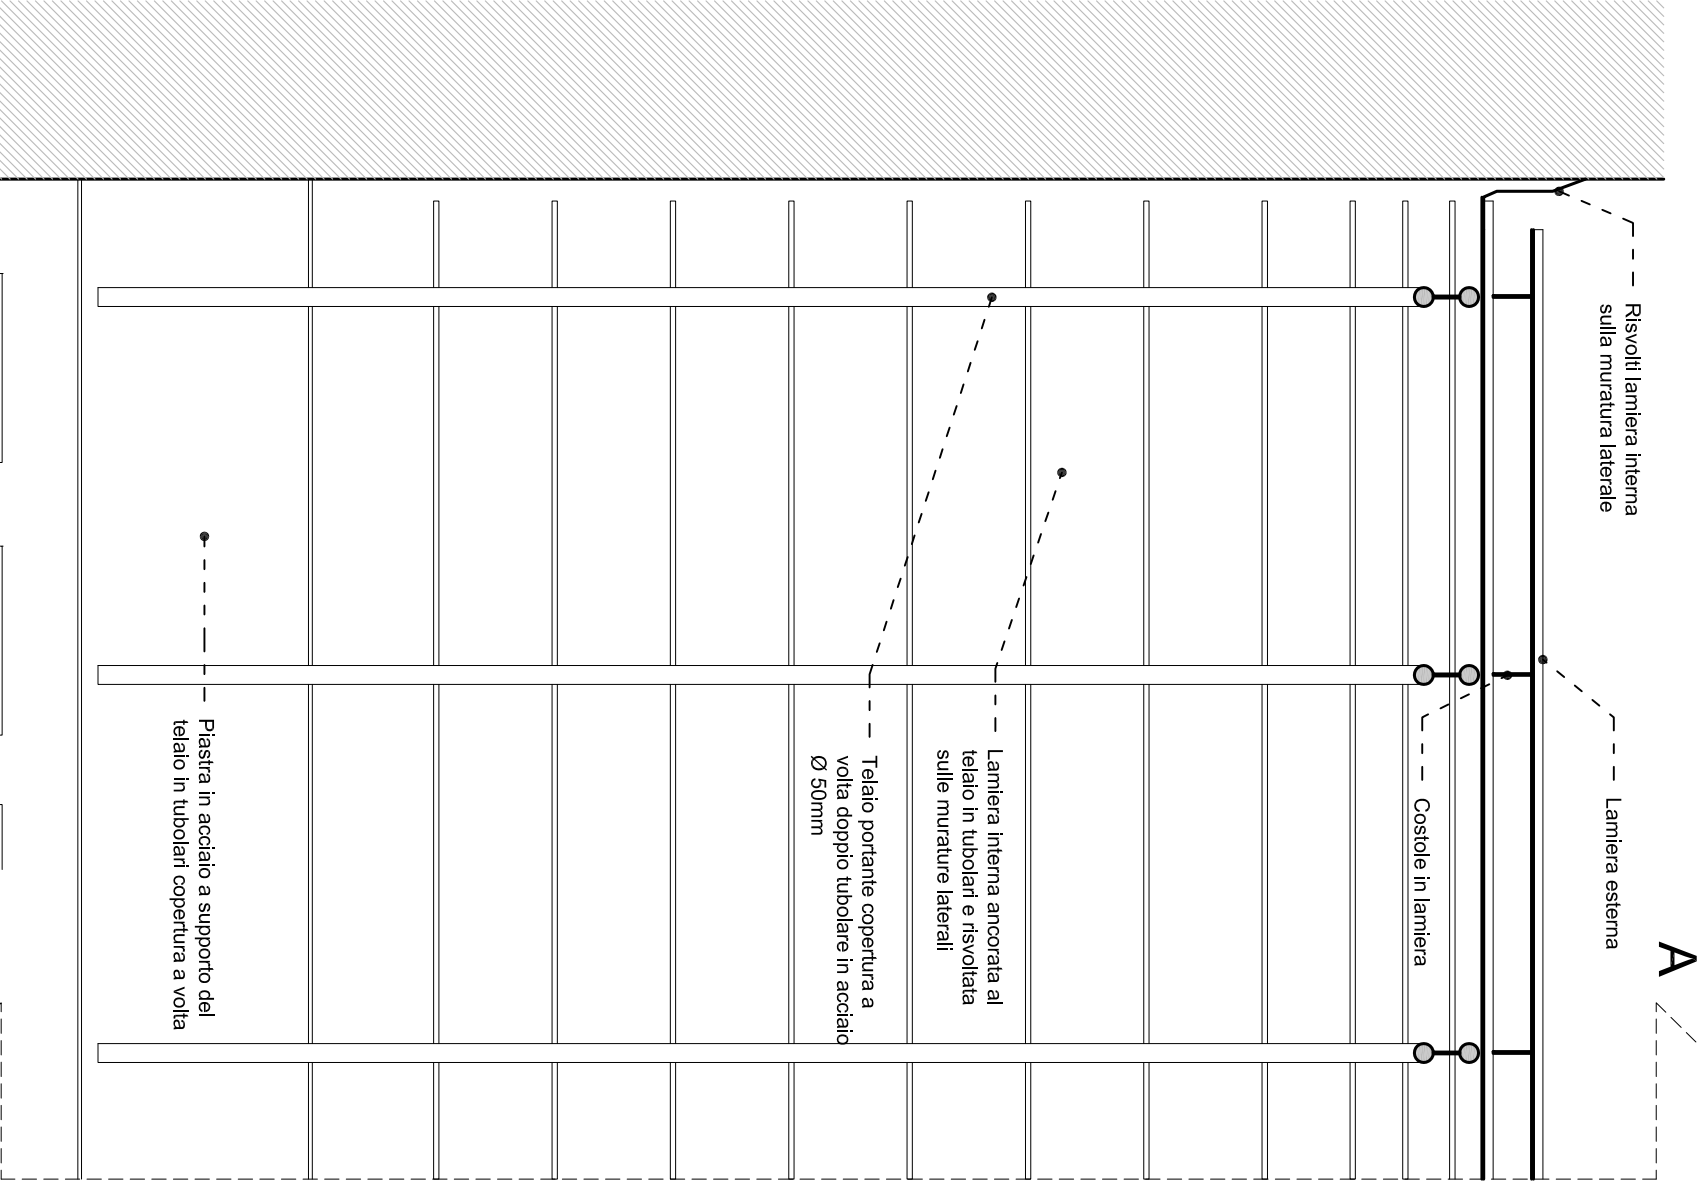 A
Risvolti lamiera interna
sulla muratura laterale
Lamiera esterna
Costole in lamiera
Lamiera interna ancorata al
telaio in tubolari e risvoltata
sulle murature laterali
Telaio portante copertura a
volta doppio tubolare in acciaio
Ø 50mm
Piastra in acciaio a supporto del
telaio in tubolari copertura a volta